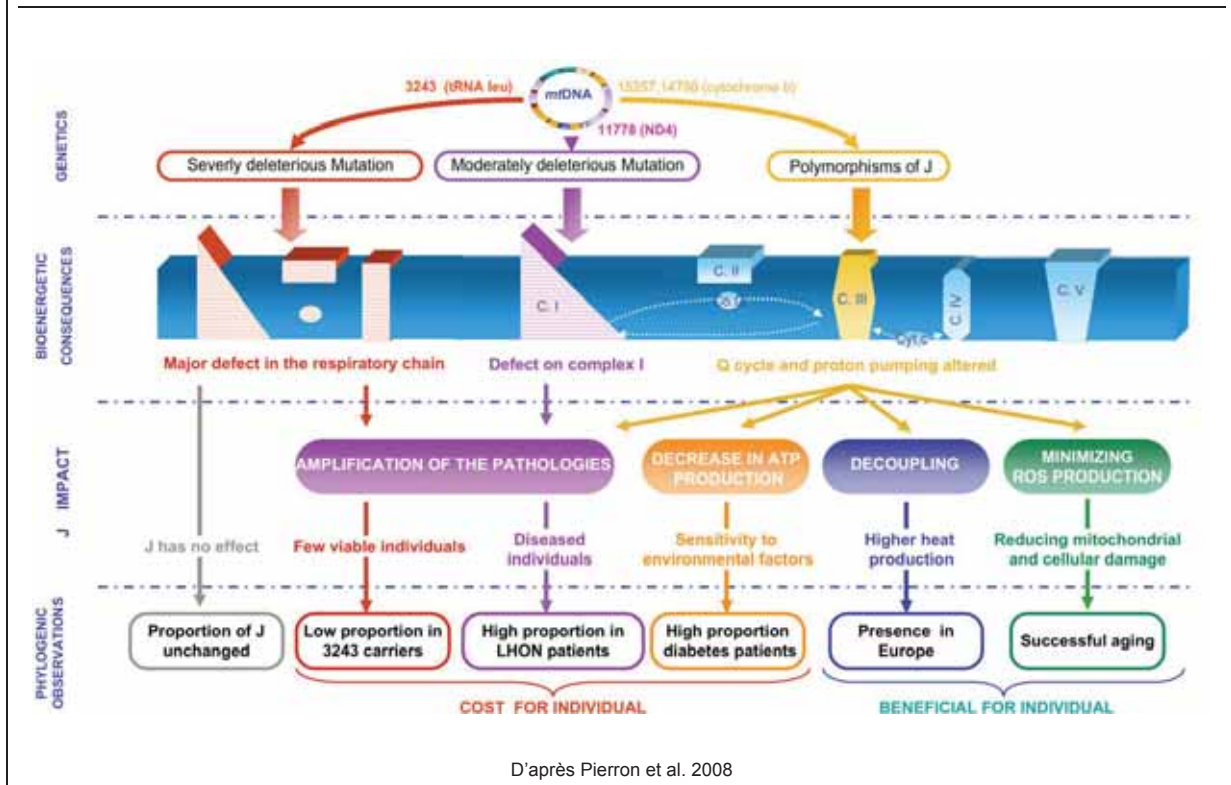 GENETICS
3243 (tRNA leu)
mtDNA
15257,14798 (cytochrome b)
11778 (ND4)
Severly deleterious Mutation
Moderately deleterious Mutation
Polymorphisms of J
BIOENERGETIC
CONSEQUENCES
C. I
C. II
C. III
Cyt c
C. IV
C. V
Major defect in the respiratory chain
Defect on complex I
Q cycle and proton pumping altered
J IMPACT
AMPLIFICATION OF THE PATHOLOGIES
DECREASE IN ATP
PRODUCTION
DECOUPLING
MINIMIZING
ROS PRODUCTION
J has no effect
Few viable individuals
Diseased
individuals
Sensitivity to
environmental factors
Higher heat
production
Reducing mitochondrial
and cellular damage
PHYLOGENIC
OBSERVATIONS
Proportion of J
unchanged
Low proportion in
3243 carriers
High proportion in
LHON patients
High proportion
diabetes patients
Presence in
Europe
Successful aging
COST FOR INDIVIDUAL
BENEFICIAL FOR INDIVIDUAL
D'après Pierron et al. 2008